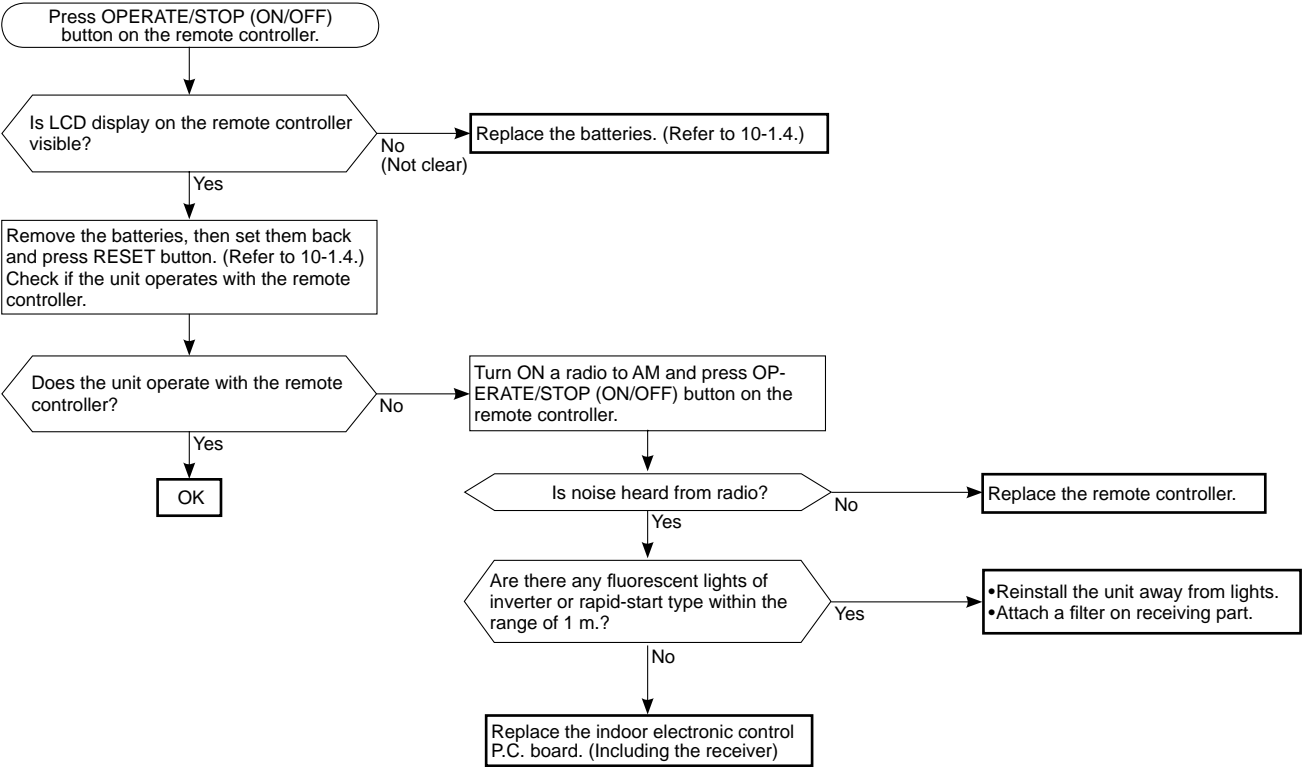 Press OPERATE/STOP (ON/OFF)
button on the remote controller.
Is LCD display on the remote controller
visible?
No
(Not clear)
Replace the batteries. (Refer to 10-1.4.)
Yes
Remove the batteries, then set them back
and press RESET button. (Refer to 10-1.4.)
Check if the unit operates with the remote
controller.
Does the unit operate with the remote
controller?
No
Turn ON a radio to AM and press OP-
ERATE/STOP (ON/OFF) button on the
remote controller.
Yes
OK
Is noise heard from radio?
No
Replace the remote controller.
Yes
Are there any fluorescent lights of
inverter or rapid-start type within the
range of 1 m.?
Yes
•Reinstall the unit away from lights.
•Attach a filter on receiving part.
No
Replace the indoor electronic control
P.C. board. (Including the receiver)